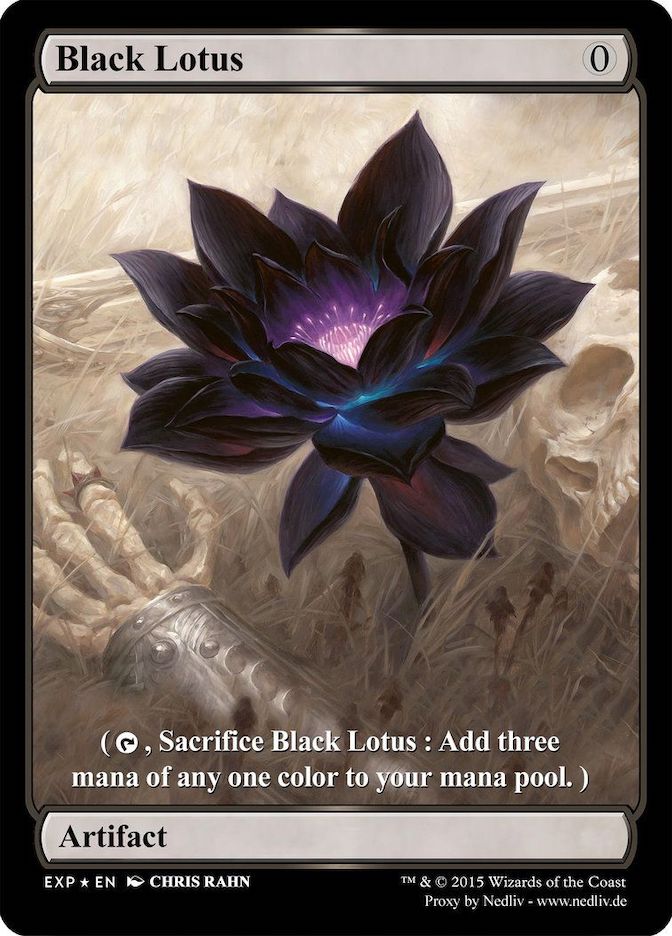 Black Lotus 0
( , Sacrifice Black Lotus : Add three
mana of any one color to your mana pool. )
Artifact
EXP ★ EN CHRIS RAHN
™ & © 2015 Wizards of the Coast
Proxy by Nedliv - www.nedliv.de